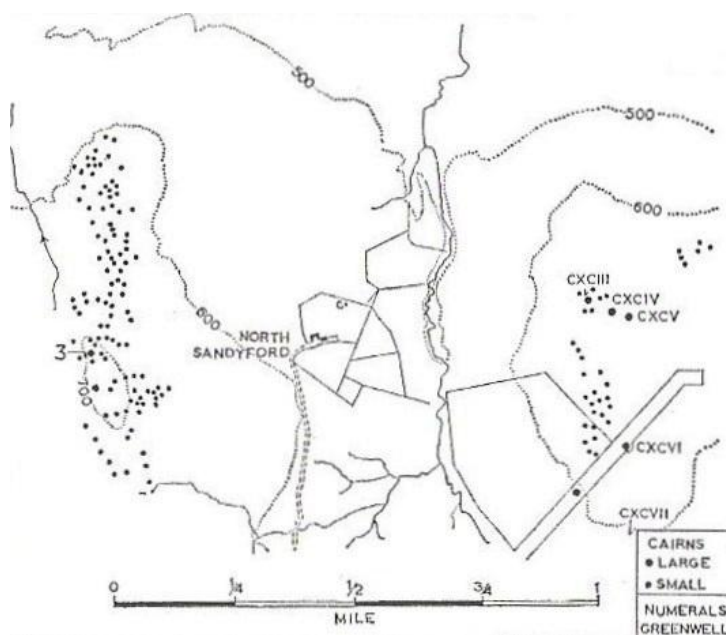 500
500
600
CXCIII
CXCIV
CXCV
NORTH
SANDYFORD
600
3
700
CXCVI
CXCVII
CAIRNS
LARGE
SMALL
NUMERALS
GREENWELL
0
1/4
1/2
3/4
1
MILE